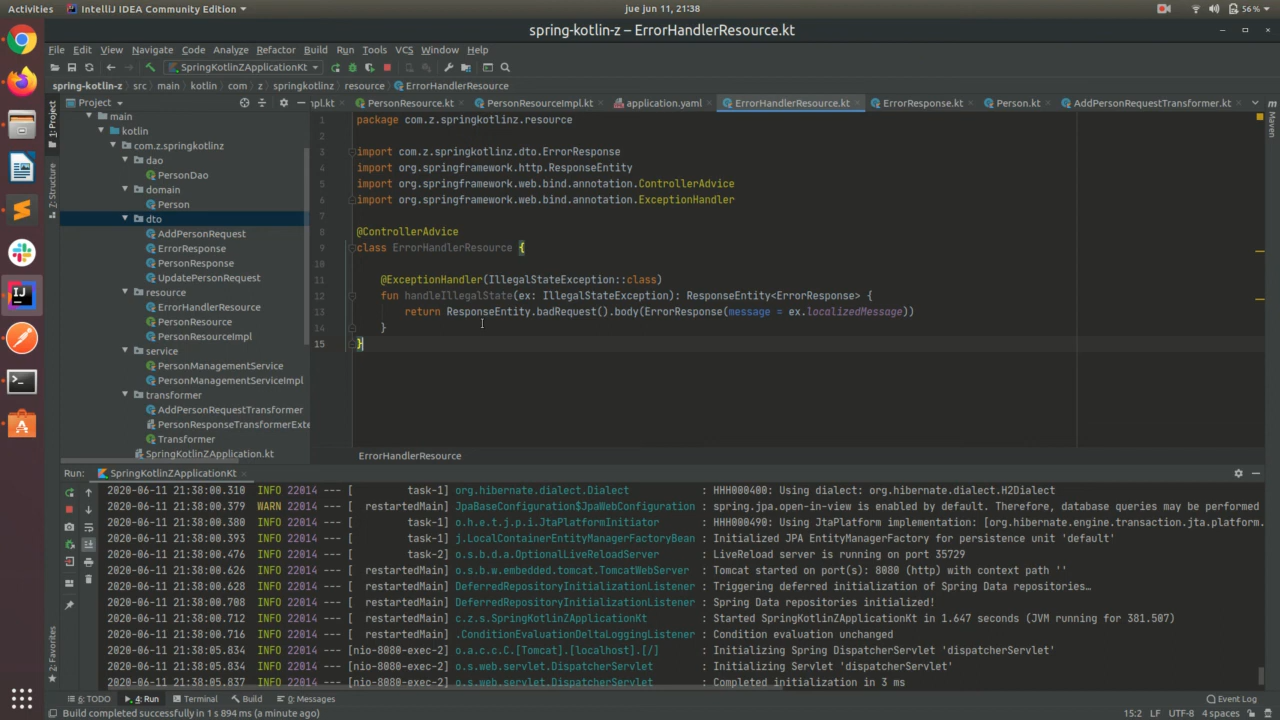 Activities
IntelliJ IDEA Community Edition
jue jun 11, 21:38
56 %
spring-kotlin-z – ErrorHandlerResource.kt
File Edit View Navigate Code Analyze Refactor Build Run Tools VCS Window Help
SpringKotlinZApplicationKt
spring-kotlin-z src main kotlin com z springkotlinz resource ErrorHandlerResource
Project
mpl.kt PersonResource.kt PersonResourceImpl.kt application.yaml ErrorHandlerResource.kt ErrorResponse.kt Person.kt AddPersonRequestTransformer.kt
1: Project
Z: Structure
2: Favorites
Maven
main
kotlin
com.z.springkotlinz
dao
PersonDao
domain
Person
dto
AddPersonRequest
ErrorResponse
PersonResponse
UpdatePersonRequest
resource
ErrorHandlerResource
PersonResource
PersonResourceImpl
service
PersonManagementService
PersonManagementServiceImpl
transformer
AddPersonRequestTransformer
PersonResponseTransformerExte
Transformer
SpringKotlinZApplication.kt
1 package com.z.springkotlinz.resource
2
3 import com.z.springkotlinz.dto.ErrorResponse
4 import org.springframework.http.ResponseEntity
5 import org.springframework.web.bind.annotation.ControllerAdvice
6 import org.springframework.web.bind.annotation.ExceptionHandler
7
8 @ControllerAdvice
9 class ErrorHandlerResource {
10
11 @ExceptionHandler(IllegalStateException::class)
12 fun handleIllegalState(ex: IllegalStateException): ResponseEntity<ErrorResponse> {
13 return ResponseEntity.badRequest().body(ErrorResponse(message = ex.localizedMessage))
14 }
15 }
ErrorHandlerResource
Run: SpringKotlinZApplicationKt
2020-06-11 21:38:00.310 INFO 22014 --- [ task-1] org.hibernate.dialect.Dialect : HHH000400: Using dialect: org.hibernate.dialect.H2Dialect
2020-06-11 21:38:00.379 WARN 22014 --- [ restartedMain] JpaBaseConfiguration$JpaWebConfiguration : spring.jpa.open-in-view is enabled by default. Therefore, database queries may be performed
2020-06-11 21:38:00.380 INFO 22014 --- [ task-1] o.h.e.t.j.p.i.JtaPlatformInitiator : HHH000490: Using JtaPlatform implementation: [org.hibernate.engine.transaction.jta.platform.
2020-06-11 21:38:00.393 INFO 22014 --- [ task-1] j.LocalContainerEntityManagerFactoryBean : Initialized JPA EntityManagerFactory for persistence unit 'default'
2020-06-11 21:38:00.476 INFO 22014 --- [ task-2] o.s.b.d.a.OptionalLiveReloadServer : LiveReload server is running on port 35729
2020-06-11 21:38:00.626 INFO 22014 --- [ restartedMain] o.s.b.w.embedded.tomcat.TomcatWebServer : Tomcat started on port(s): 8080 (http) with context path ''
2020-06-11 21:38:00.628 INFO 22014 --- [ restartedMain] DeferredRepositoryInitializationListener : Triggering deferred initialization of Spring Data repositories…
2020-06-11 21:38:00.708 INFO 22014 --- [ restartedMain] DeferredRepositoryInitializationListener : Spring Data repositories initialized!
2020-06-11 21:38:00.712 INFO 22014 --- [ restartedMain] c.z.s.SpringKotlinZApplicationKt : Started SpringKotlinZApplicationKt in 1.647 seconds (JVM running for 381.507)
2020-06-11 21:38:00.716 INFO 22014 --- [ restartedMain] .ConditionEvaluationDeltaLoggingListener : Condition evaluation unchanged
2020-06-11 21:38:05.834 INFO 22014 --- [nio-8080-exec-2] o.a.c.c.C.[Tomcat].[localhost].[/] : Initializing Spring DispatcherServlet 'dispatcherServlet'
2020-06-11 21:38:05.834 INFO 22014 --- [nio-8080-exec-2] o.s.web.servlet.DispatcherServlet : Initializing Servlet 'dispatcherServlet'
2020-06-11 21:38:05.837 INFO 22014 --- [nio-8080-exec-2] o.s.web.servlet.DispatcherServlet : Completed initialization in 3 ms
6: TODO 4: Run Terminal Build 0: Messages Event Log
Build completed successfully in 1 s 894 ms (a minute ago) 15:2 LF UTF-8 4 spaces